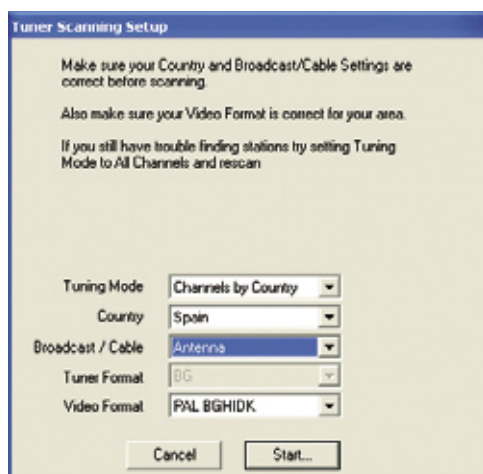 Tuner Scanning Setup
Make sure your Country and Broadcast/Cable Settings are
correct before scanning.
Also make sure your Video Format is correct for your area.
If you still have trouble finding stations try setting Tuning
Mode to All Channels and rescan
Tuning Mode Channels by Country
Country Spain
Broadcast / Cable Antenna
Tuner Format BG
Video Format PAL BGHIDK
Cancel Start...